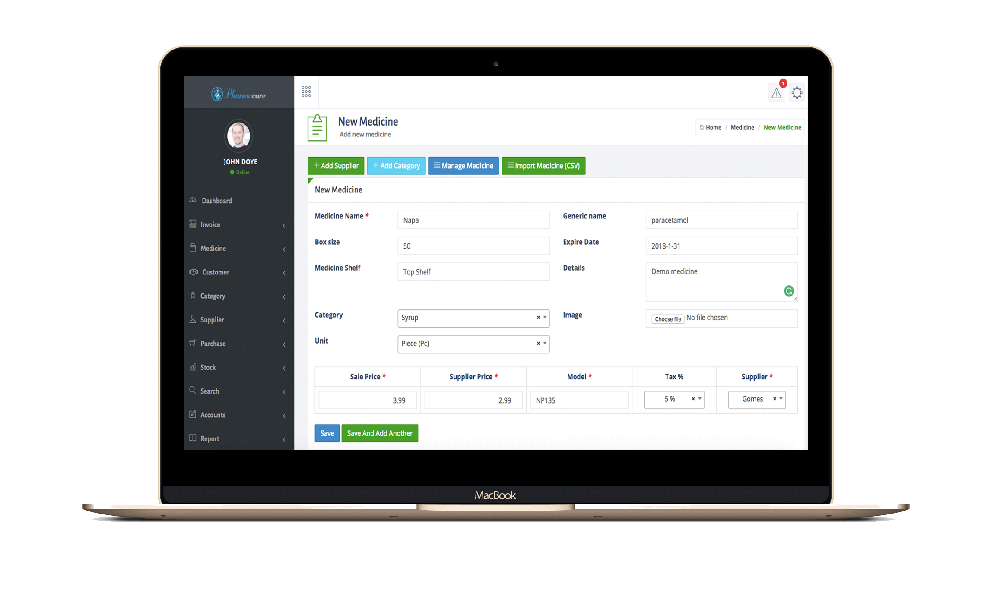 Pharmacare
1
JOHN DOYE
Online
Dashboard
Invoice
Medicine
Customer
Category
Supplier
Purchase
Stock
Search
Accounts
Report
New Medicine
Add new medicine
Home / Medicine / New Medicine
+ Add Supplier
+ Add Category
Manage Medicine
Import Medicine (CSV)
New Medicine
Medicine Name * Napa
Generic name paracetamol
Box size 50
Expire Date 2018-1-31
Medicine Shelf Top Shelf
Details Demo medicine
Category Syrup × 
Image Choose file No file chosen
Unit Piece (Pc) ×
Sale Price * Supplier Price * Model * Tax % Supplier *
3.99 2.99 NP135 5 % × Gomes ×
Save Save And Add Another
MacBook